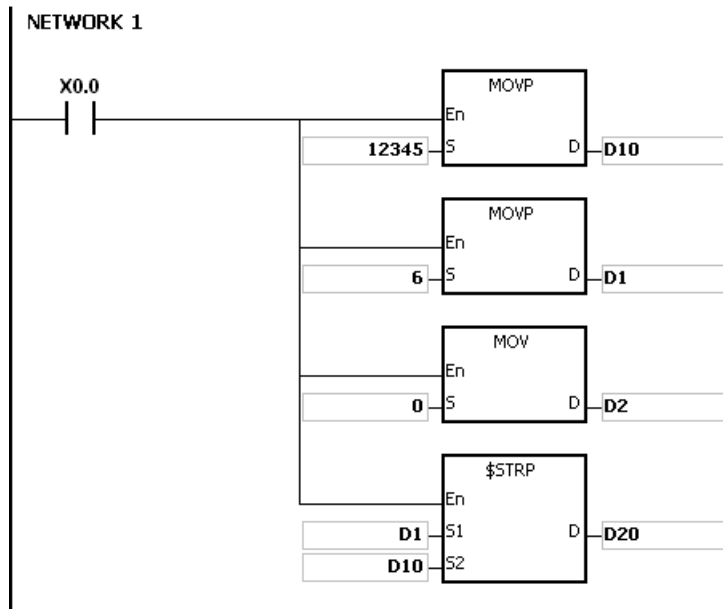 NETWORK 1
X0.0
MOVP
En
12345 S D D10
MOVP
En
6 S D D1
MOV
En
0 S D D2
$STRP
En
D1 S1 D D20
D10 S2